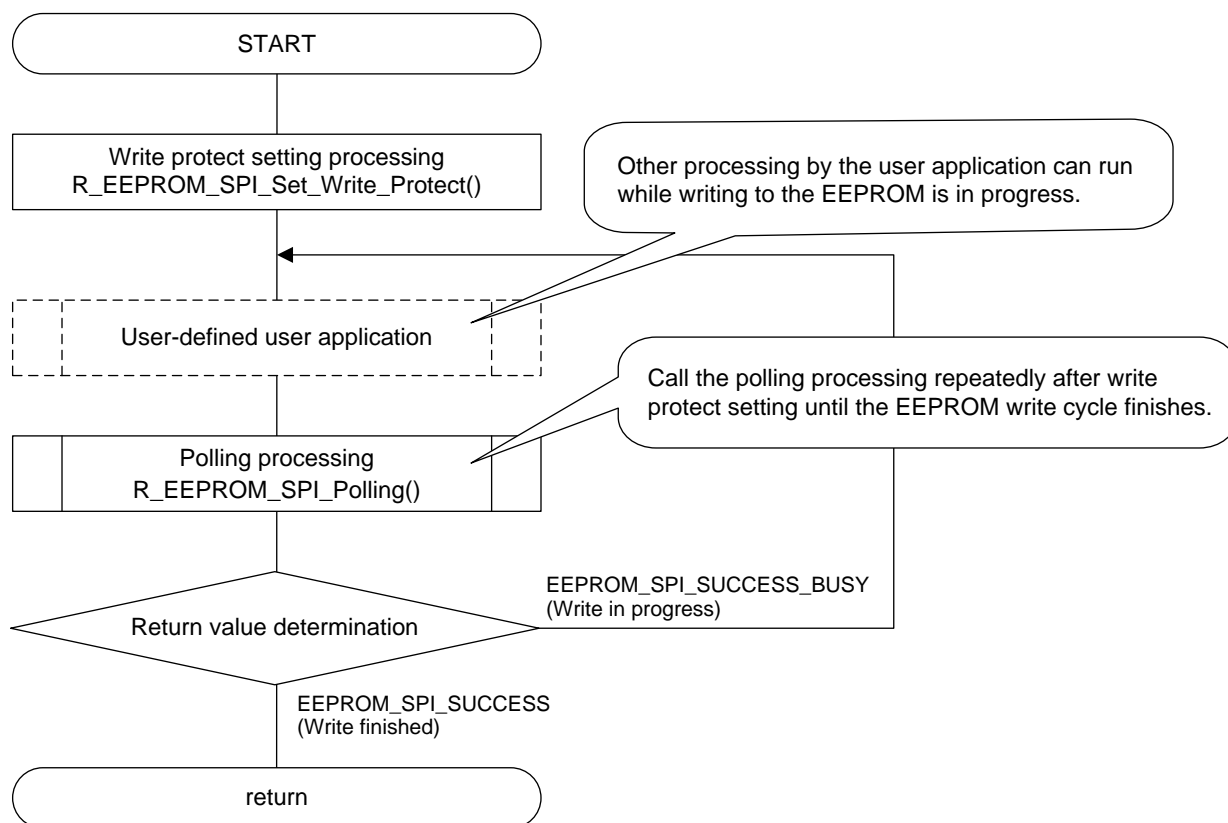 START
Write protect setting processing
R_EEPROM_SPI_Set_Write_Protect()
Other processing by the user application can run
while writing to the EEPROM is in progress.
User-defined user application
Call the polling processing repeatedly after write
protect setting until the EEPROM write cycle finishes.
Polling processing
R_EEPROM_SPI_Polling()
EEPROM_SPI_SUCCESS_BUSY
(Write in progress)
Return value determination
EEPROM_SPI_SUCCESS
(Write finished)
return